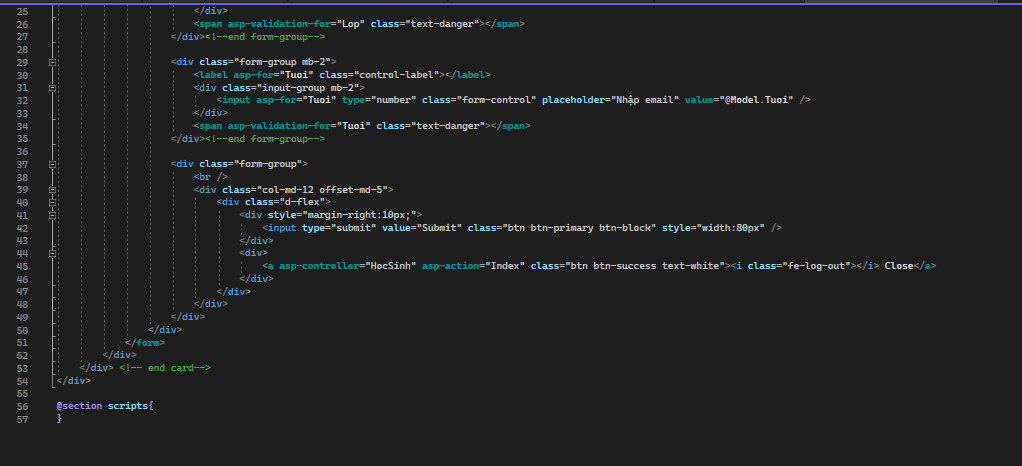 25 </div>
26 <span asp-validation-for="Lop" class="text-danger"></span>
27 </div><!--end form-group-->
28
29 <div class="form-group mb-2">
30 <label asp-for="Tuoi" class="control-label"></label>
31 <div class="input-group mb-2">
32 <input asp-for="Tuoi" type="number" class="form-control" placeholder="Nhập email" value="@Model.Tuoi" />
33 </div>
34 <span asp-validation-for="Tuoi" class="text-danger"></span>
35 </div><!--end form-group-->
36
37 <div class="form-group">
38 <br />
39 <div class="col-md-12 offset-md-5">
40 <div class="d-flex">
41 <div style="margin-right:10px;">
42 <input type="submit" value="Submit" class="btn btn-primary btn-block" style="width:80px" />
43 </div>
44 <div>
45 <a asp-controller="HocSinh" asp-action="Index" class="btn btn-success text-white"><i class="fe-log-out"></i> Close</a>
46 </div>
47 </div>
48 </div>
49 </div>
50 </div>
51 </form>
52 </div>
53 </div> <!-- end card-->
54 </div>
55
56 @section scripts{
57 }